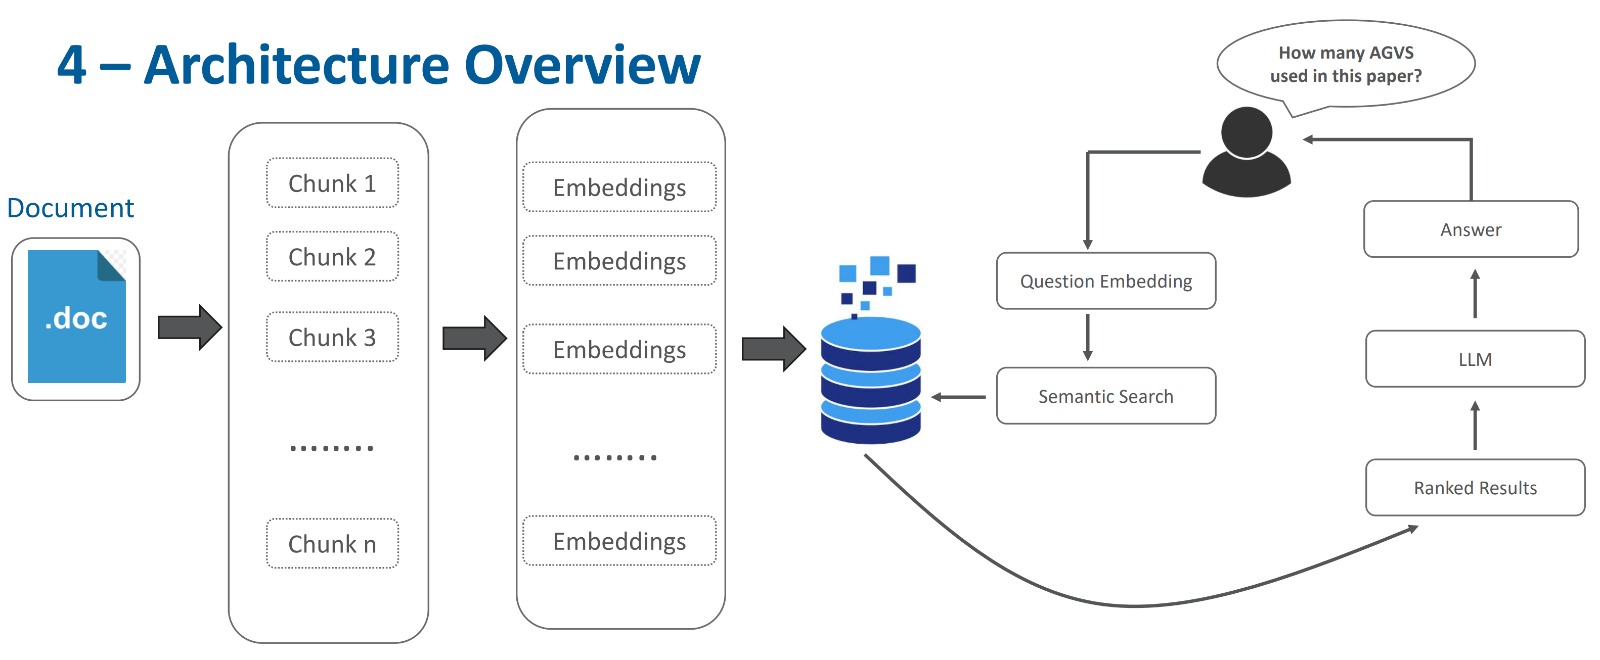 4 – Architecture Overview
Document
.doc
Chunk 1
Chunk 2
Chunk 3
........
Chunk n
Embeddings
Embeddings
Embeddings
........
Embeddings
How many AGVS
used in this paper?
Question Embedding
Semantic Search
Answer
LLM
Ranked Results